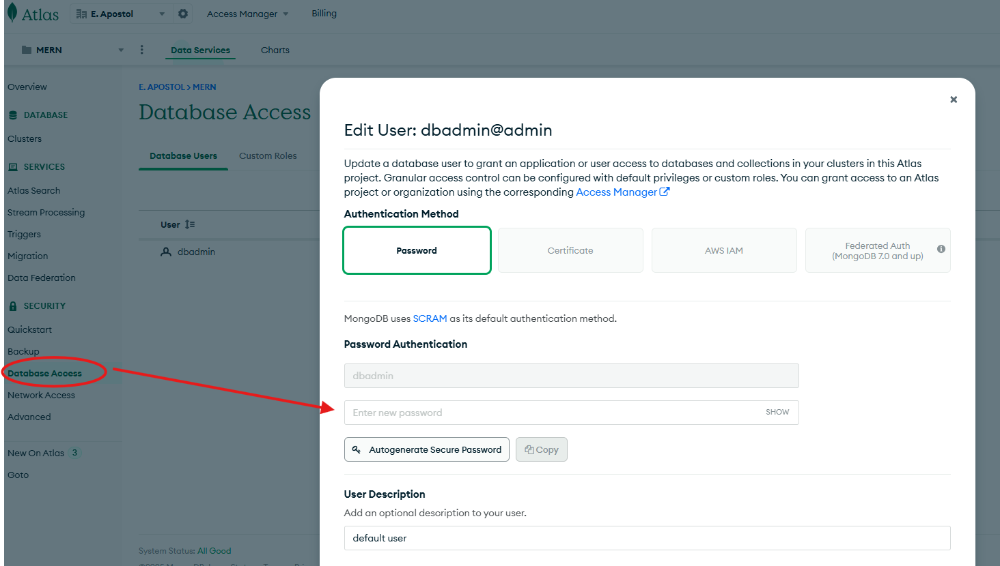 Atlas
E. Apostol
Access Manager
Billing
MERN
Data Services
Charts
Overview
DATABASE
Clusters
SERVICES
Atlas Search
Stream Processing
Triggers
Migration
Data Federation
SECURITY
Quickstart
Backup
Database Access
Network Access
Advanced
New On Atlas 3
Goto
E. APOSTOL > MERN
Database Access
Database Users
Custom Roles
User
dbadmin
System Status: All Good
Edit User: dbadmin@admin
Update a database user to grant an application or user access to databases and collections in your clusters in this Atlas
project. Granular access control can be configured with default privileges or custom roles. You can grant access to an Atlas
project or organization using the corresponding Access Manager
Authentication Method
Password
Certificate
AWS IAM
Federated Auth
(MongoDB 7.0 and up)
MongoDB uses SCRAM as its default authentication method.
Password Authentication
dbadmin
Enter new password
SHOW
Autogenerate Secure Password
Copy
User Description
Add an optional description to your user.
default user